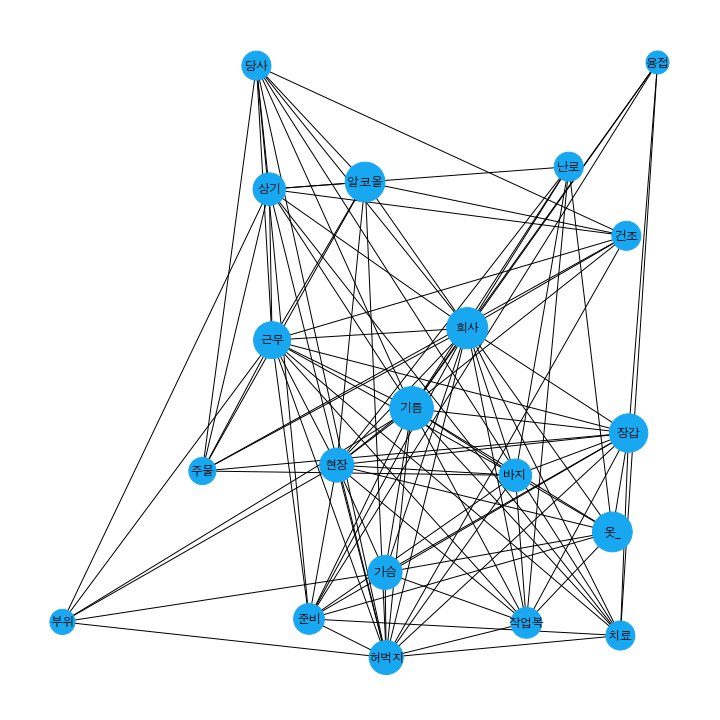 당사
용접
난로
알코올
상기
건조
회사
근무
기름
장갑
현장
주물
바지
옷_
가슴
준비
부위
작업복
치료
허벅지